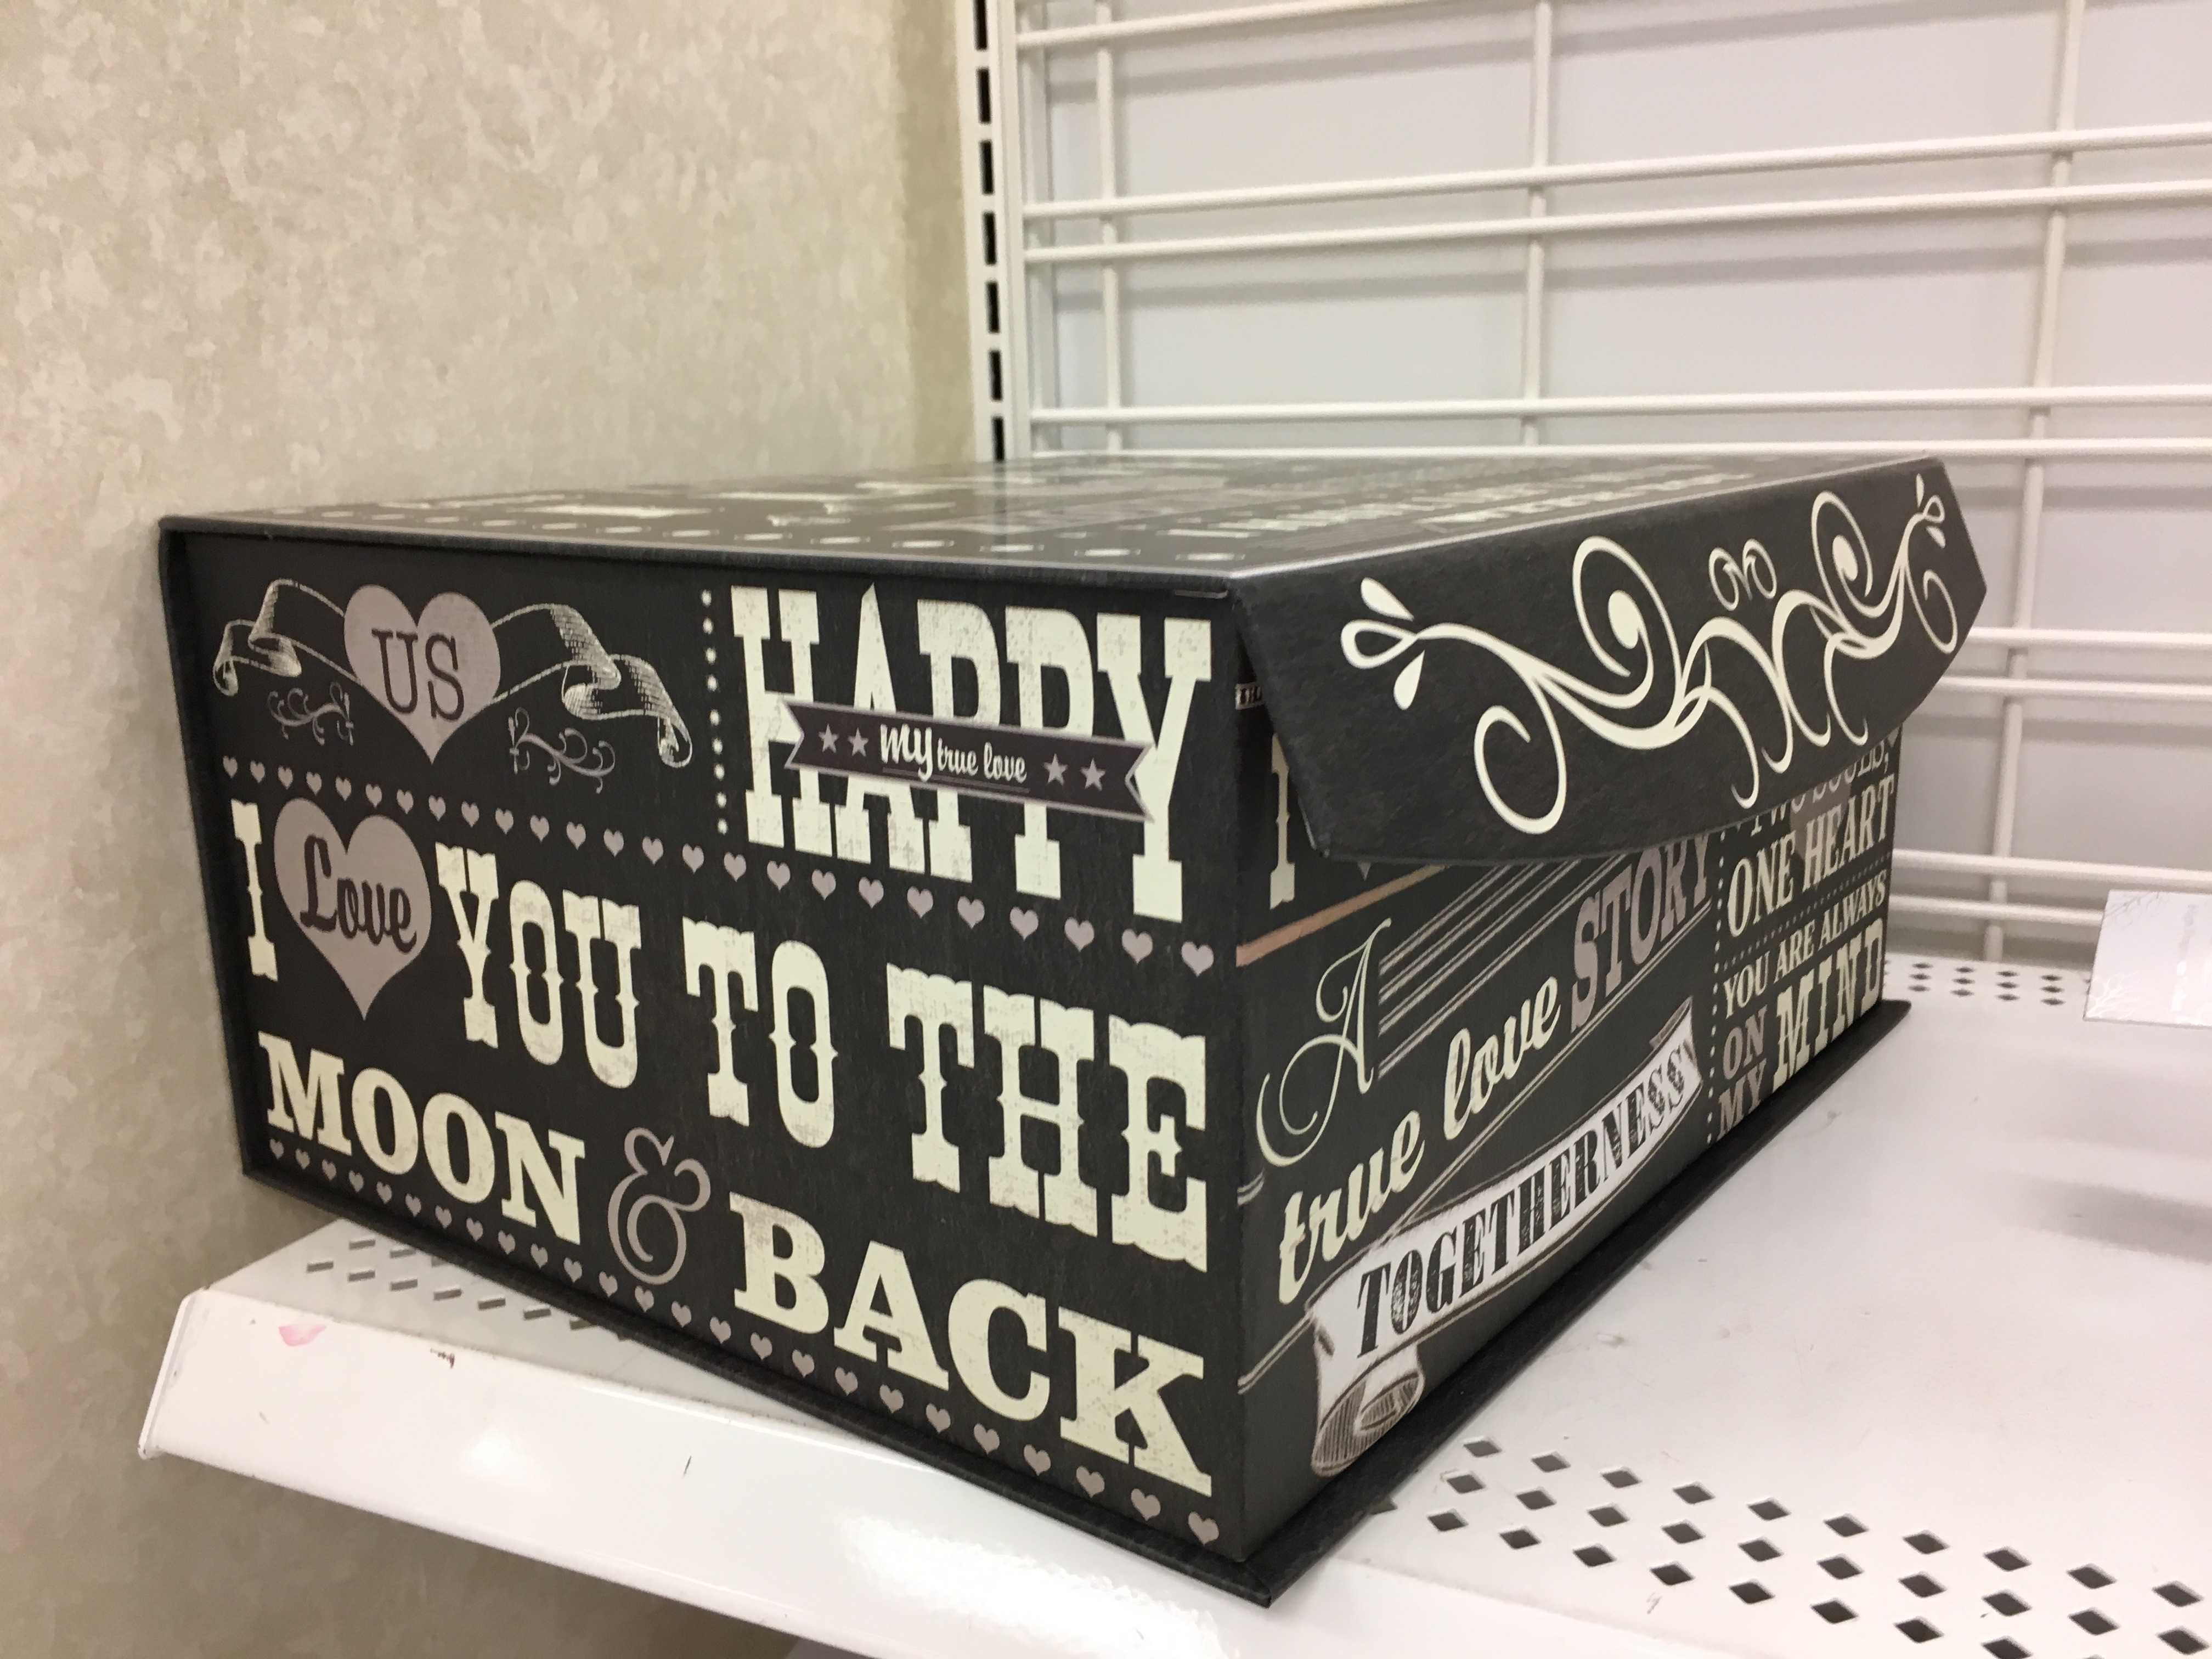 US
HAPPY
My true love
I Love YOU TO THE
MOON & BACK
A
true love STORY
TOGETHERNESS
ONE HEART
YOU ARE ALWAYS
ON
MY MIND